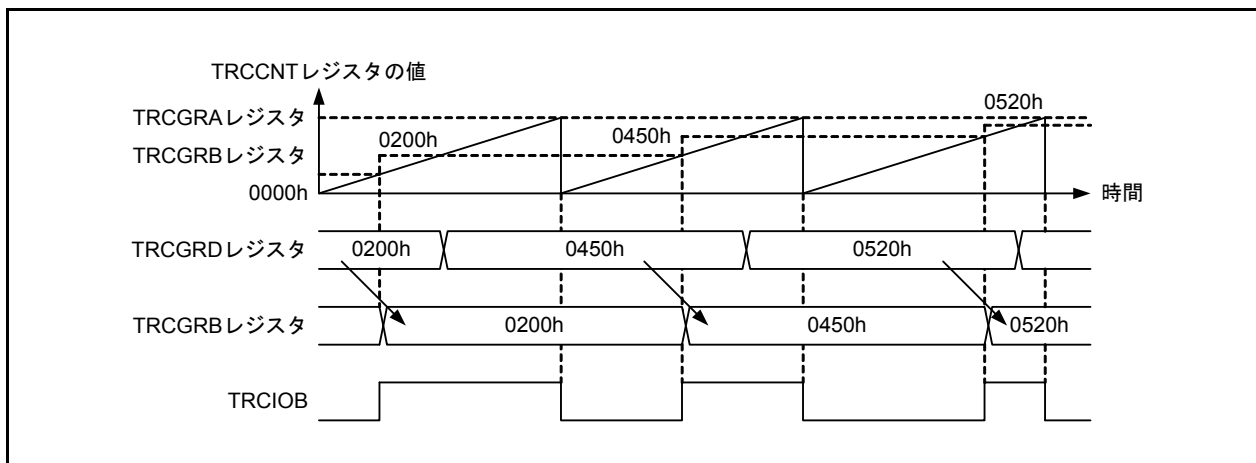 TRCCNTレジスタの値
TRCGRAレジスタ
0520h
0200h
0450h
TRCGRBレジスタ
0000h
時間
TRCGRDレジスタ
0200h
0450h
0520h
TRCGRBレジスタ
0200h
0450h
0520h
TRCIOB